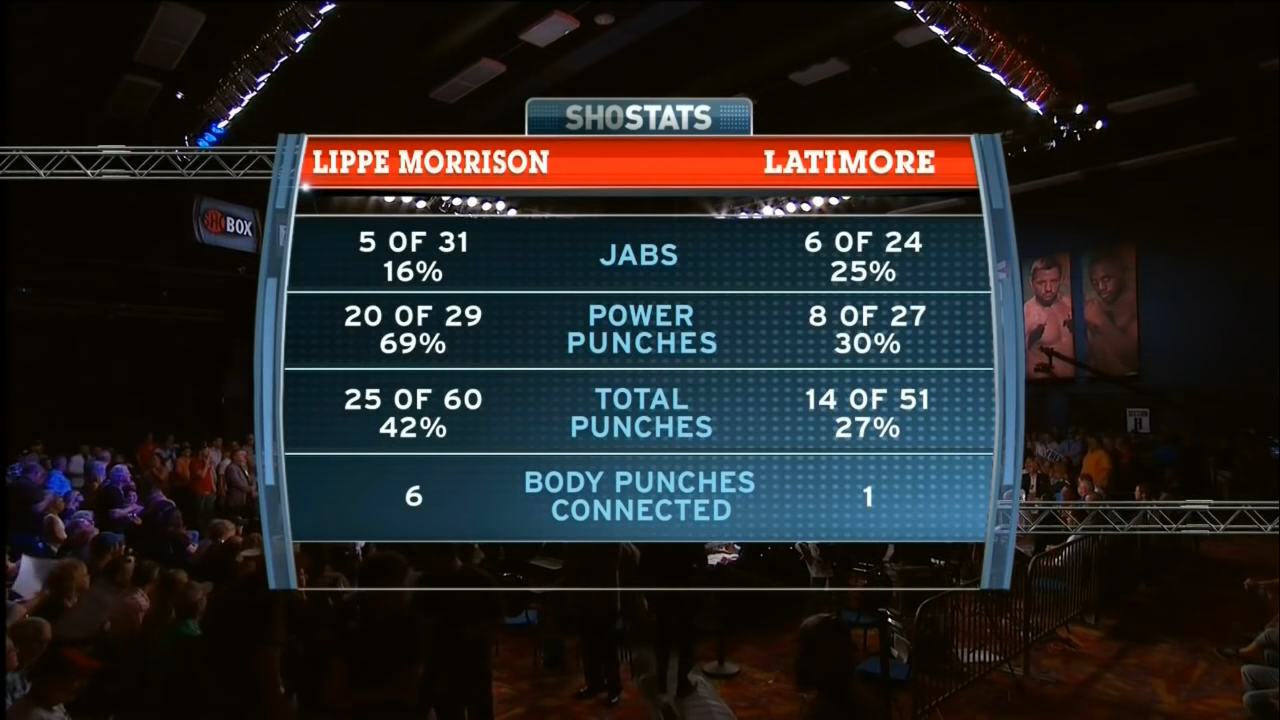 SHOSTATS
LIPPE MORRISON LATIMORE
5 OF 31 JABS 6 OF 24
16% 25%
20 OF 29 POWER 8 OF 27
69% PUNCHES 30%
25 OF 60 TOTAL 14 OF 51
42% PUNCHES 27%
6 BODY PUNCHES 1
CONNECTED
SHOBOX